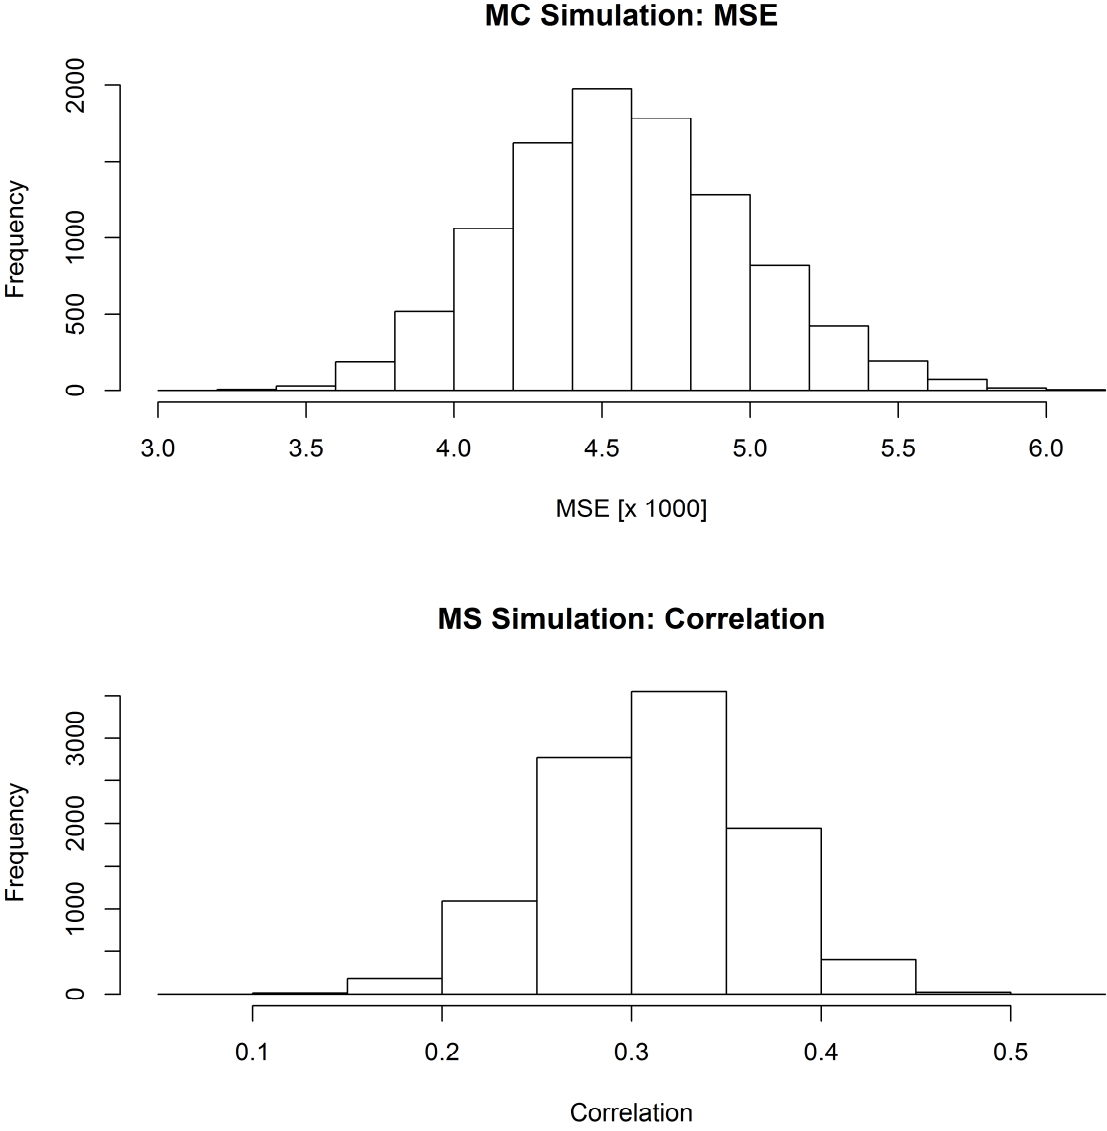 MC Simulation: MSE
Frequency
2000
1000
500
0
3.0 3.5 4.0 4.5 5.0 5.5 6.0
MSE [x 1000]
MS Simulation: Correlation
Frequency
3000
2000
1000
0
0.1 0.2 0.3 0.4 0.5
Correlation